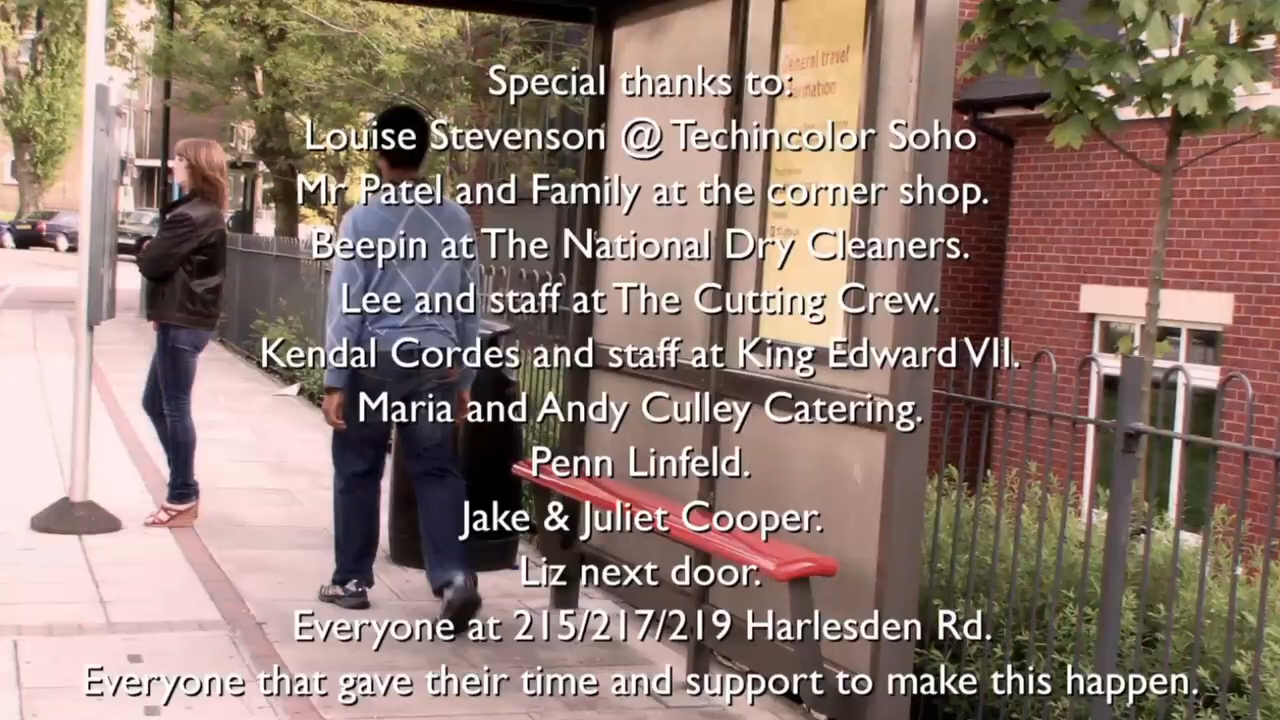 Special thanks to:
Louise Stevenson @ Techincolor Soho
Mr Patel and Family at the corner shop.
Beepin at The National Dry Cleaners.
Lee and staff at The Cutting Crew.
Kendal Cordes and staff at King Edward VII.
Maria and Andy Culley Catering.
Penn Linfeld.
Jake & Juliet Cooper.
Liz next door.
Everyone at 215/217/219 Harlesden Rd.
Everyone that gave their time and support to make this happen.
General travel